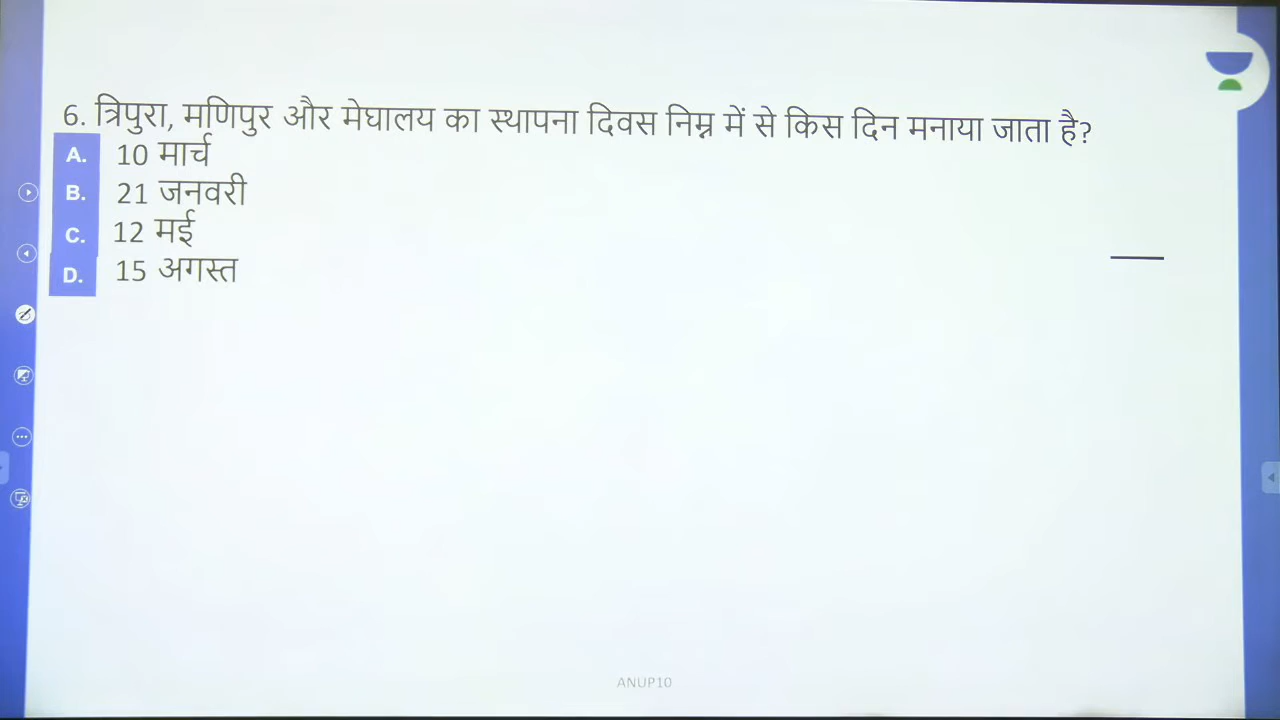 6. त्रिपुरा, मणिपुर और मेघालय का स्थापना दिवस निम्न में से किस दिन मनाया जाता है?
A. 10 मार्च
B. 21 जनवरी
C. 12 मई
D. 15 अगस्त
ANUP10